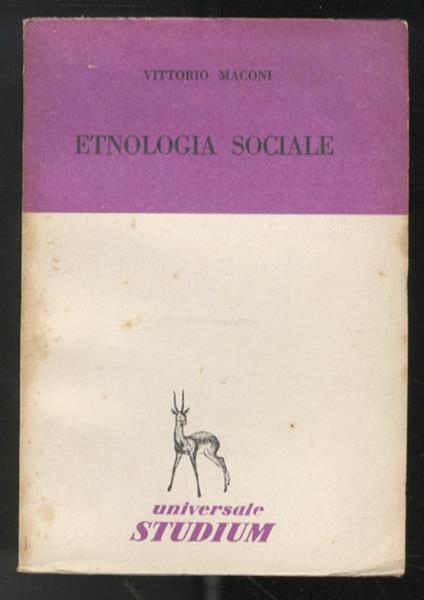 VITTORIO MACONI
ETNOLOGIA SOCIALE
universale
STUDIUM